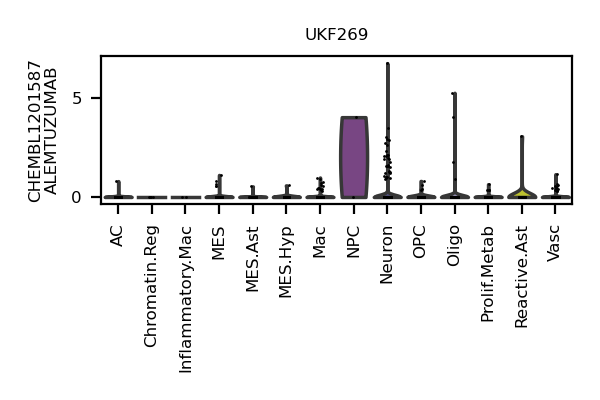 UKF269
CHEMBL1201587
ALEMTUZUMAB
5
0
AC
Chromatin.Reg
Inflammatory.Mac
MES
MES.Ast
MES.Hyp
Mac
NPC
Neuron
OPC
Oligo
Prolif.Metab
Reactive.Ast
Vasc